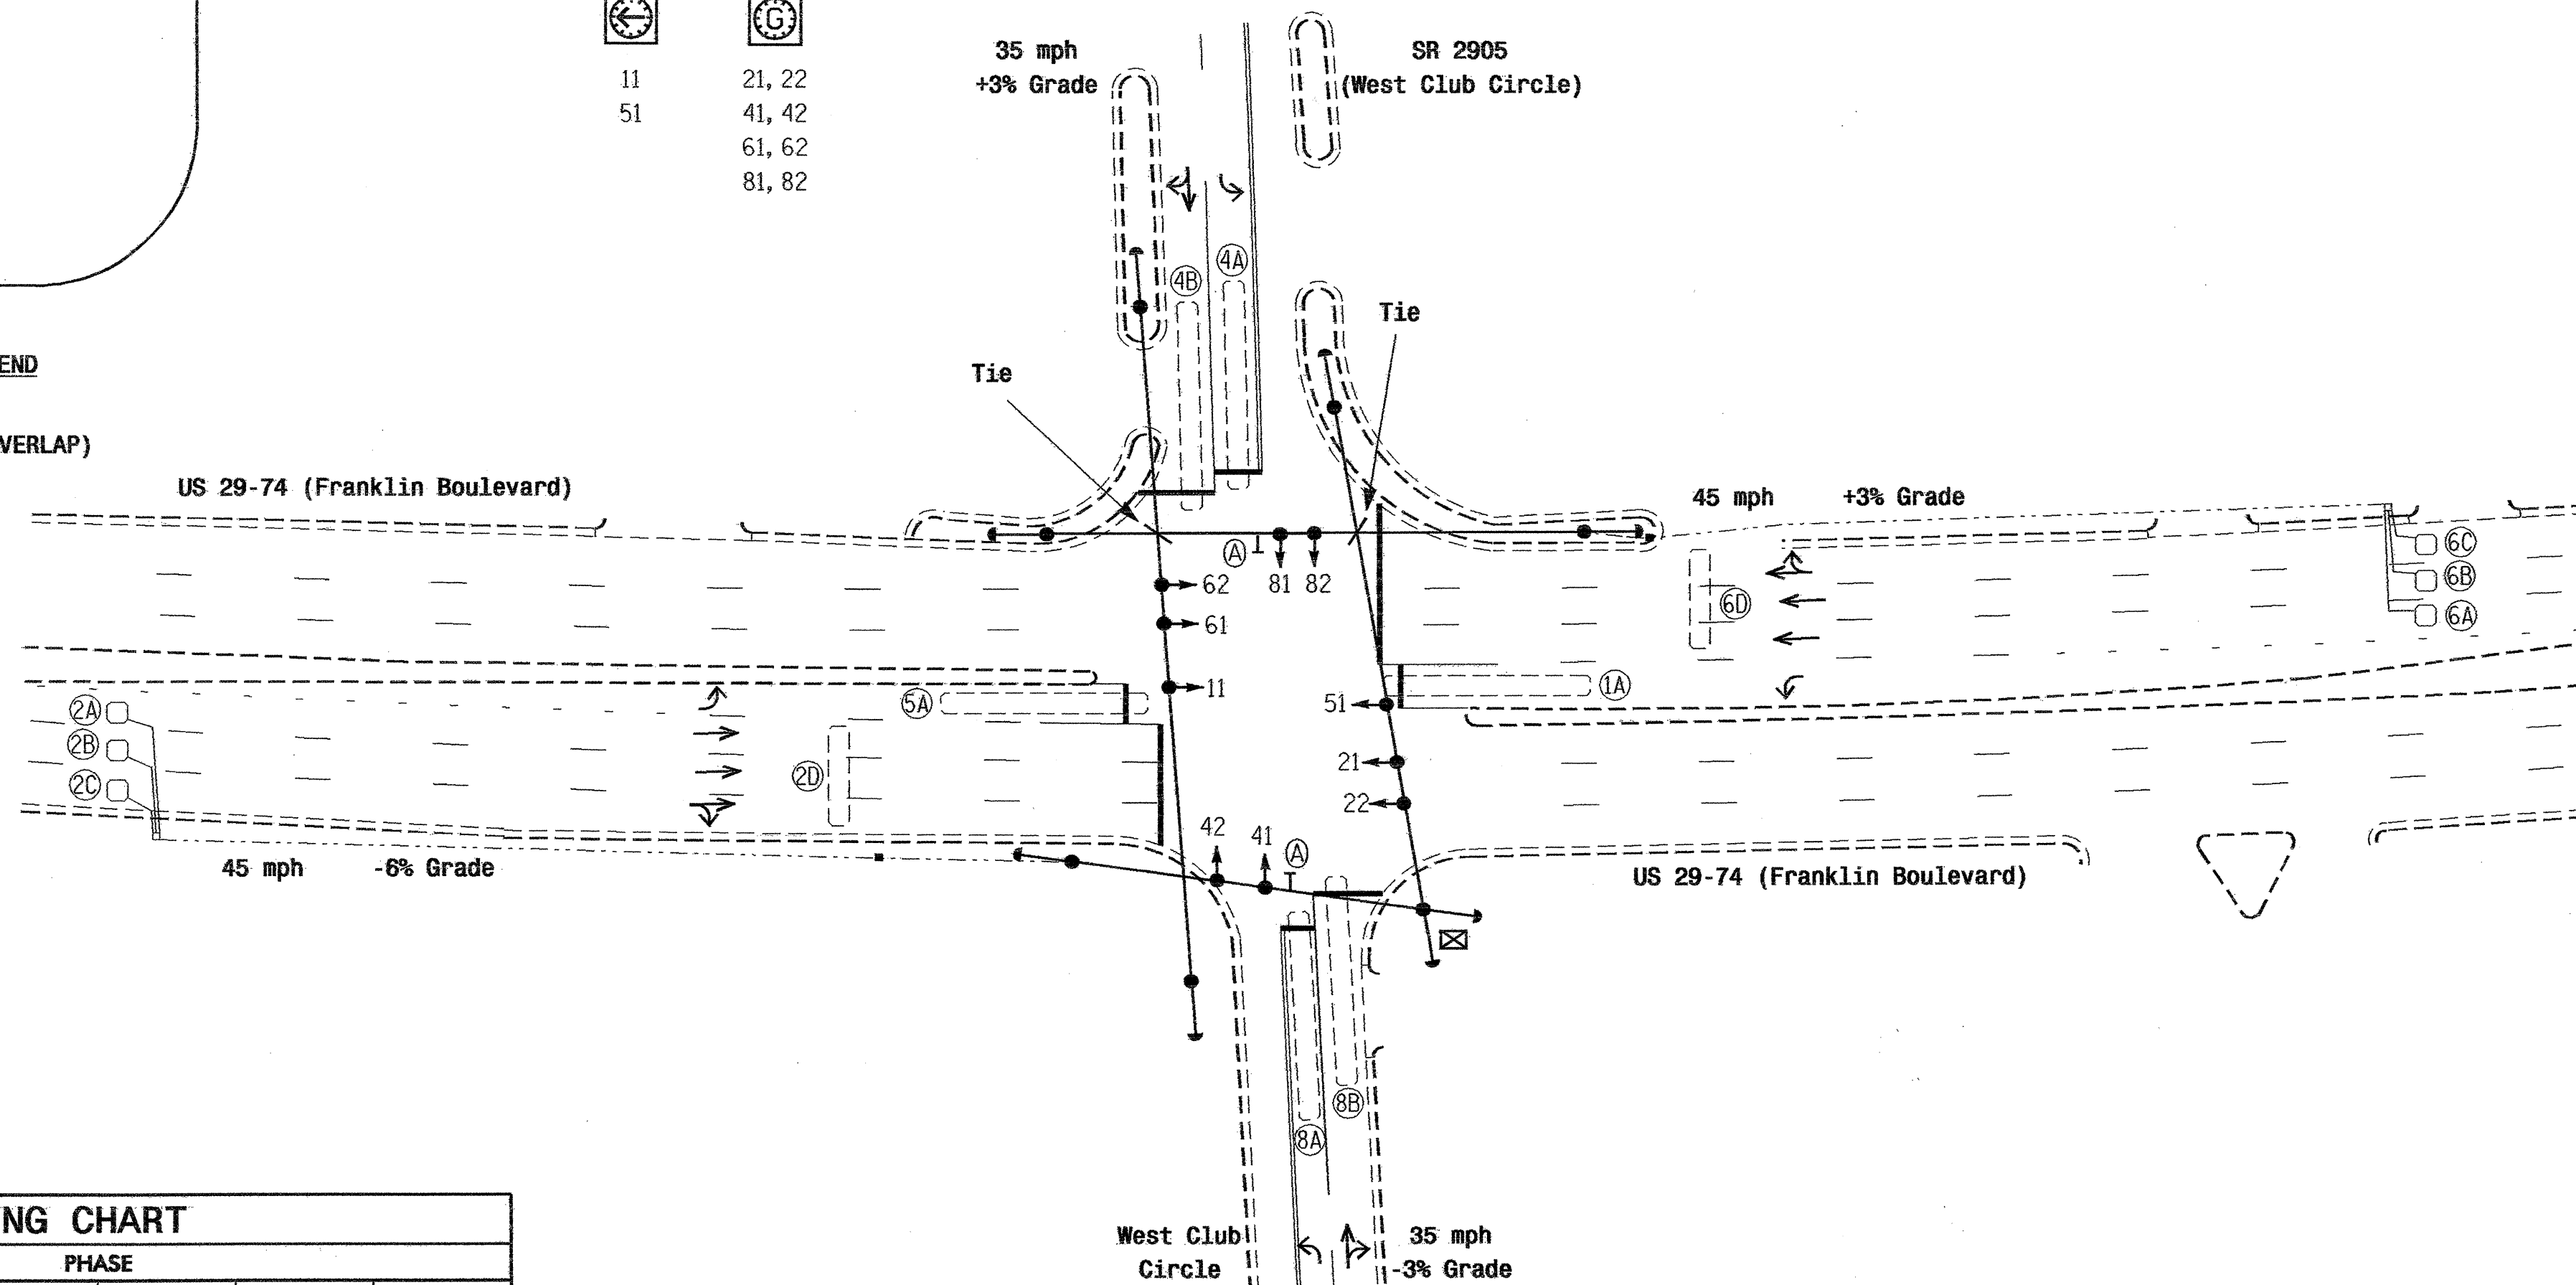 G
11
21, 22
51
41, 42
61, 62
81, 82
35 mph
+3% Grade
SR 2905
(West Club Circle)
4A
4B
Tie
Tie
END
VERLAP)
US 29-74 (Franklin Boulevard)
45 mph +3% Grade
A
81 82
62
61
11
6D
6C
6B
6A
5A
1A
51
21
22
2A
2B
2C
2D
45 mph -6% Grade
42
41
A
US 29-74 (Franklin Boulevard)
8B
8A
West Club
Circle
35 mph
-3% Grade
NG CHART
PHASE